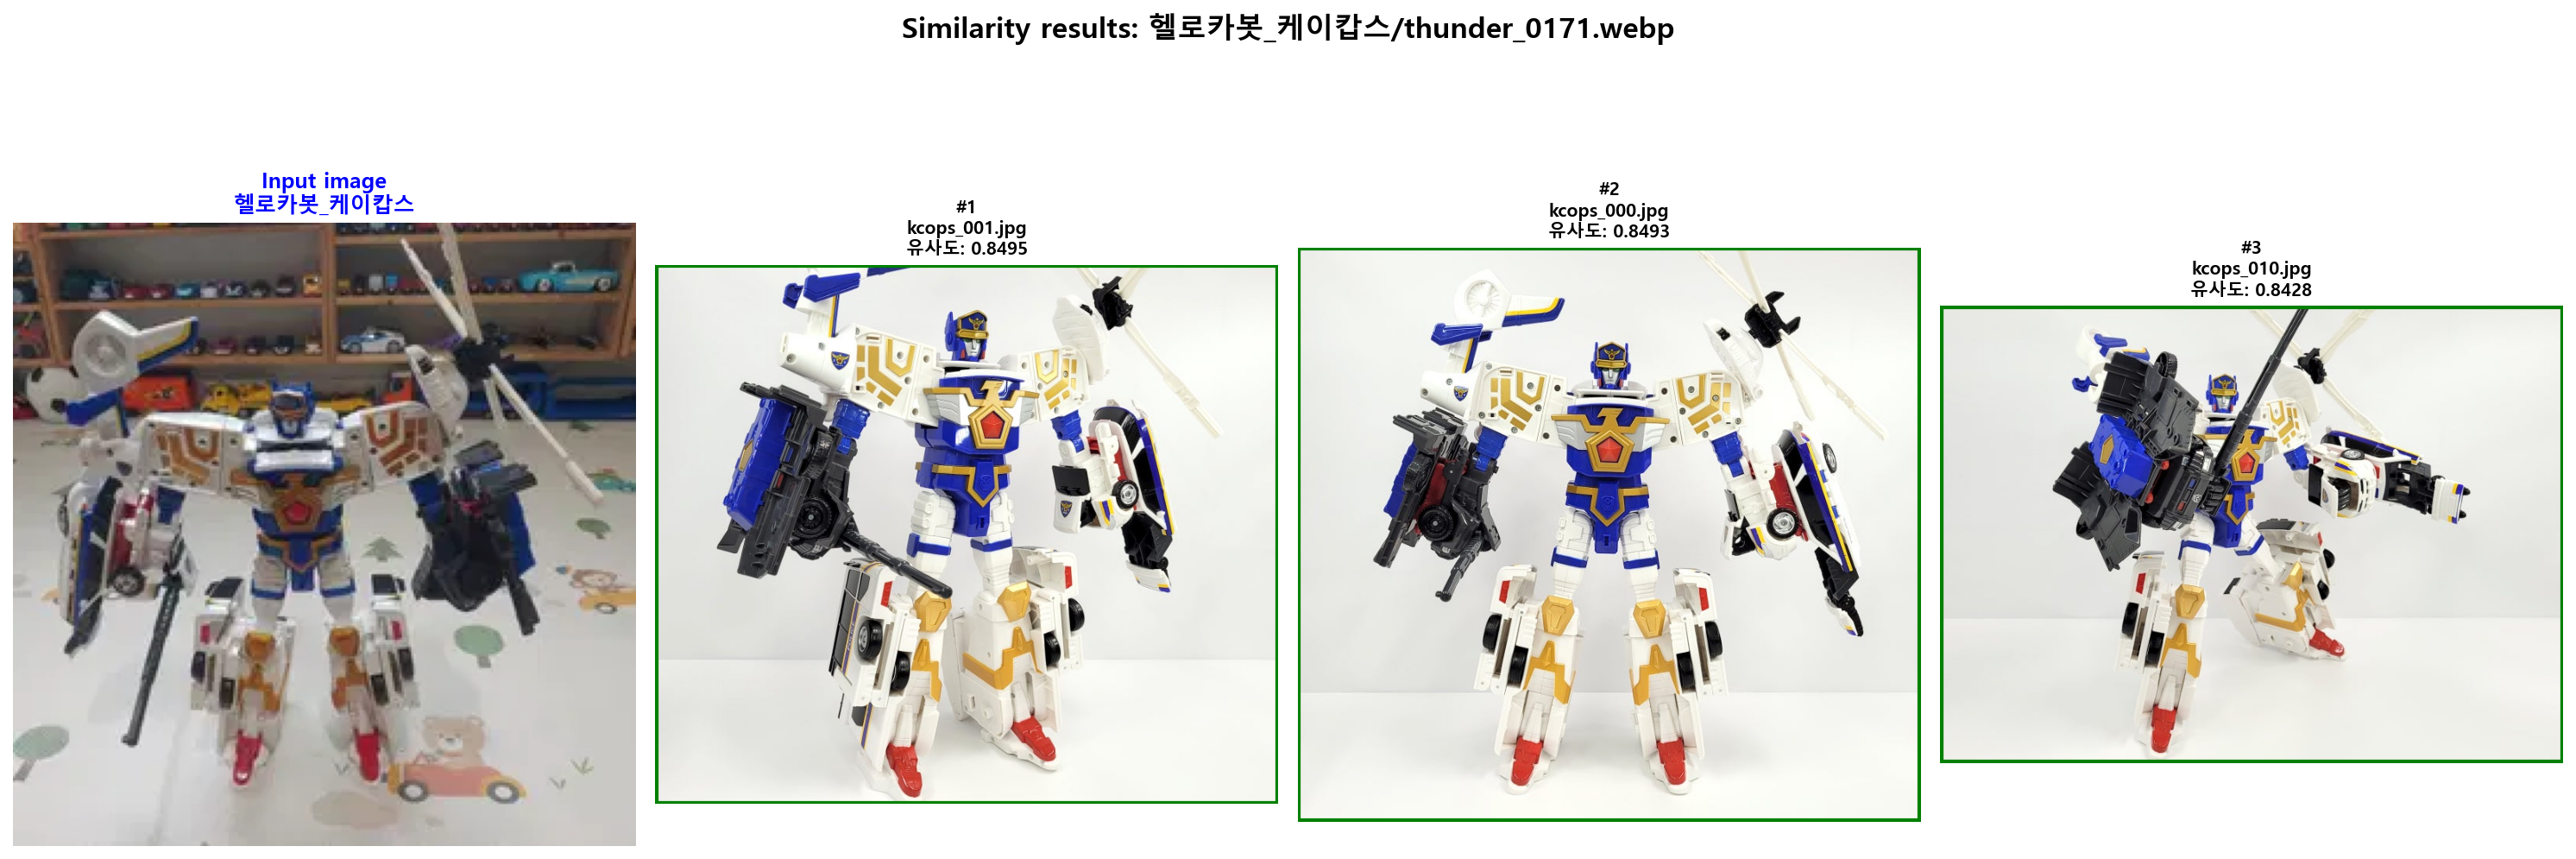 Similarity results: 헬로카봇_케이캅스/thunder_0171.webp
Input image
헬로카봇_케이캅스
#1
kcops_001.jpg
유사도: 0.8495
#2
kcops_000.jpg
유사도: 0.8493
#3
kcops_010.jpg
유사도: 0.8428